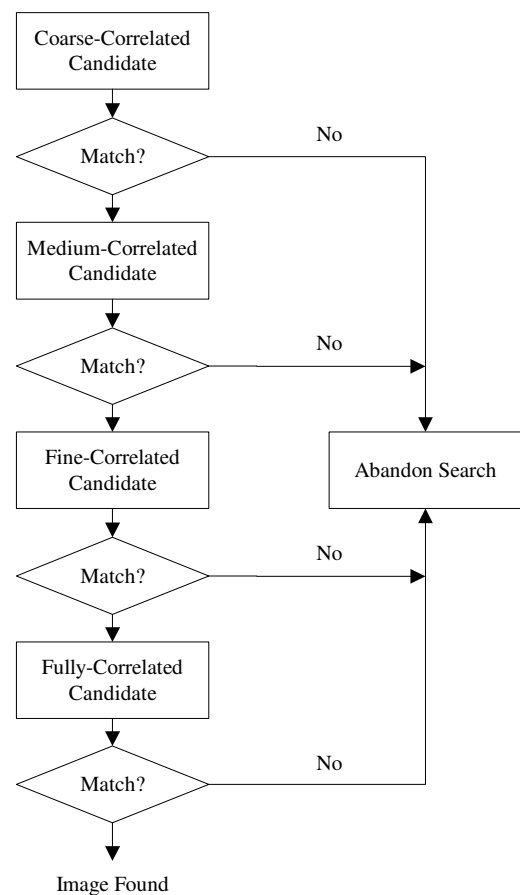 Coarse-Correlated
Candidate
Match?
No
Medium-Correlated
Candidate
Match?
No
Fine-Correlated
Candidate
Abandon Search
Match?
No
Fully-Correlated
Candidate
Match?
No
Image Found